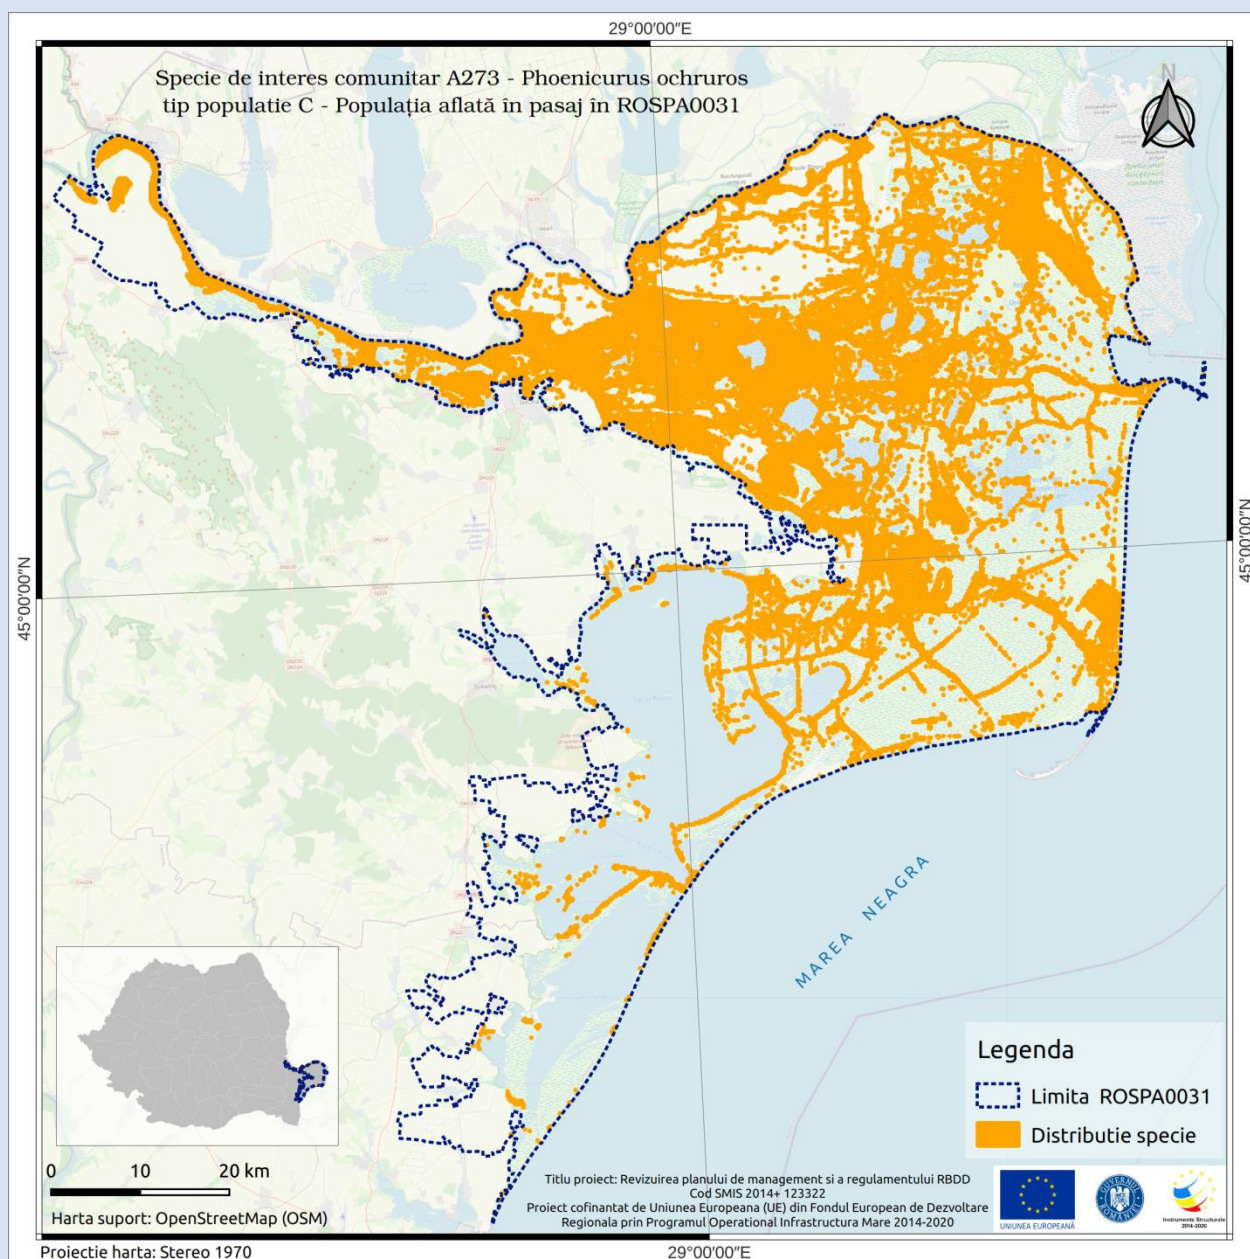 29°00'00"E
Specie de interes comunitar A273 - Phoenicurus ochruros
tip populatie C - Populația aflată în pasaj în ROSPA0031
N
45°00'00"N
45°00'00"N
MAREA NEAGRA
Legenda
Limita ROSPA0031
Distributie specie
0 10 20 km
Harta suport: OpenStreetMap (OSM)
Titlu proiect: Revizuirea planului de management si a regulamentului RBDD
Cod SMIS 2014+ 123322
Proiect cofinantat de Uniunea Europeana (UE) din Fondul European de Dezvoltare
Regionala prin Programul Operational Infrastructura Mare 2014-2020
UNIUNEA EUROPEANĂ
GUVERNUL ROMÂNIEI
Instrumente Structurale
2014-2020
Proiectie harta: Stereo 1970
29°00'00"E